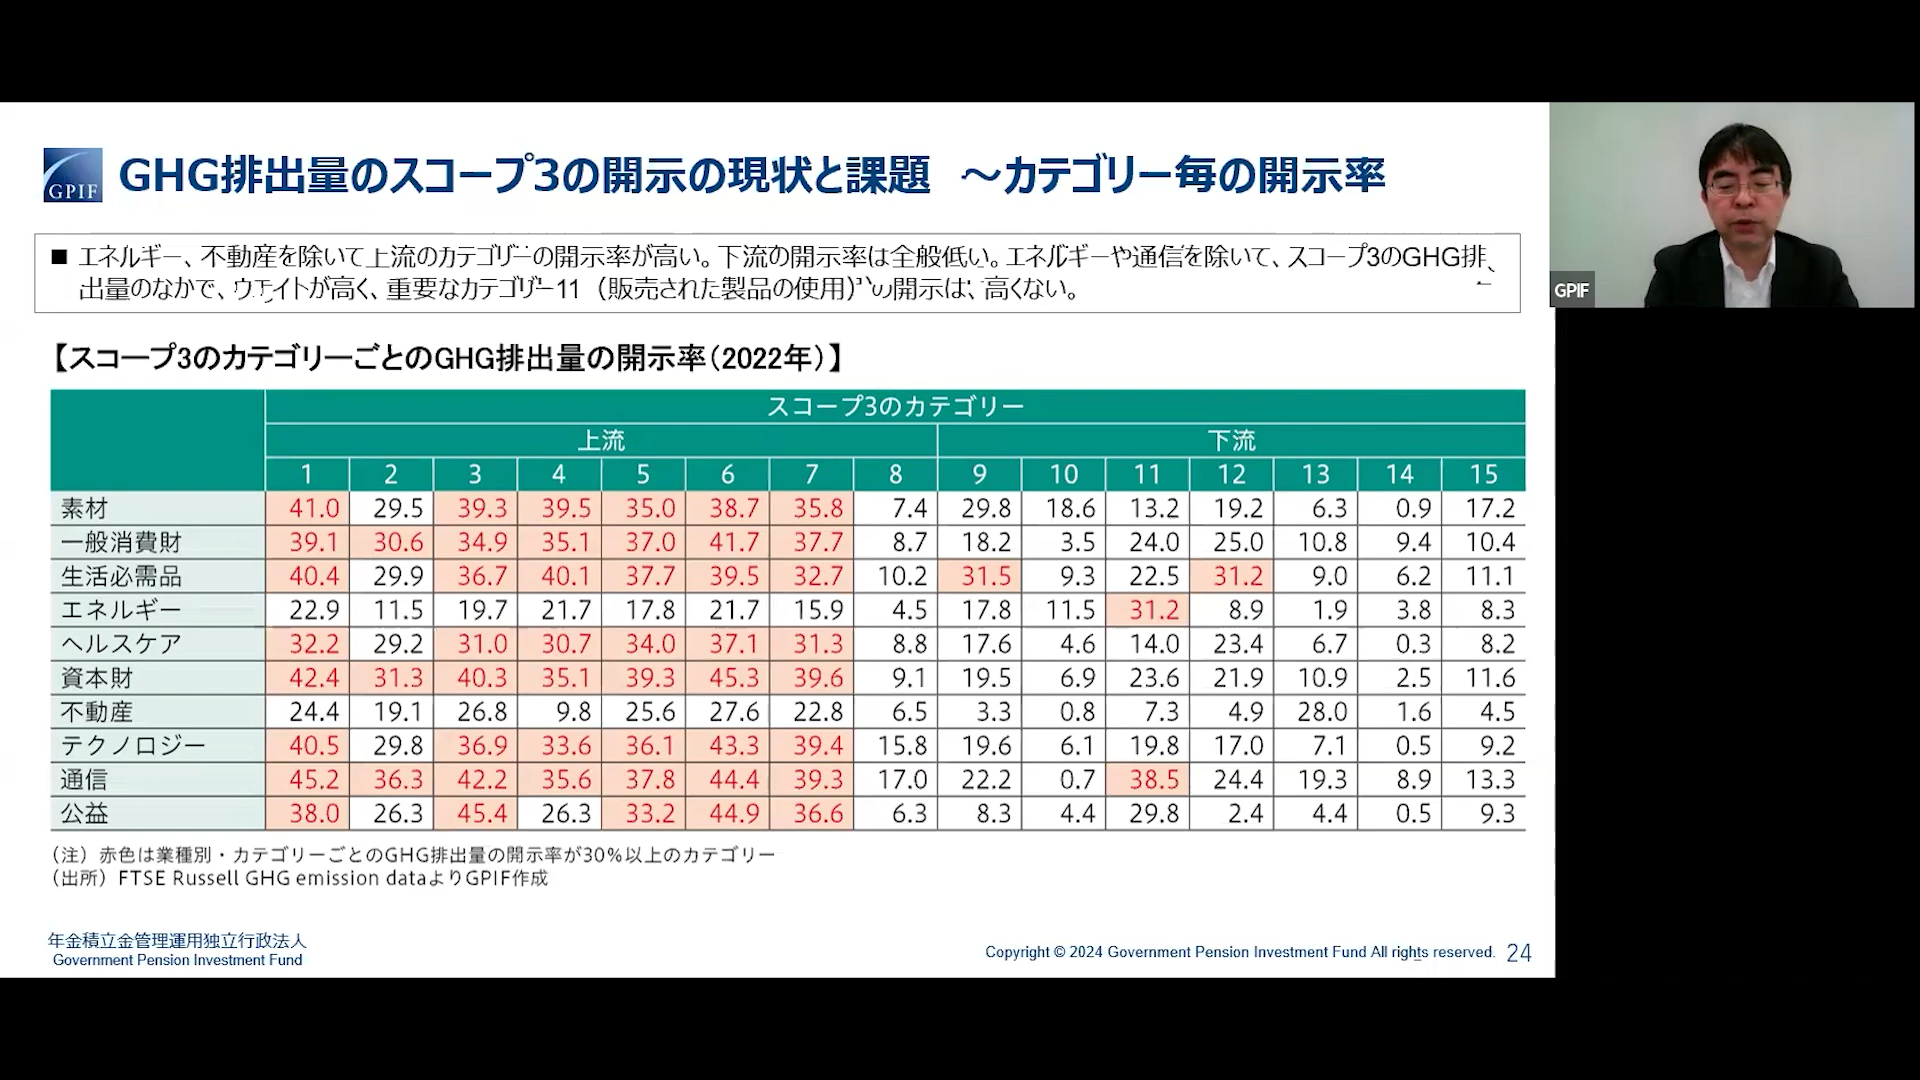 GPIF
GHG排出量のスコープ3の開示の現状と課題 ～カテゴリー毎の開示率
■ エネルギー、不動産を除いて上流のカテゴリーの開示率が高い。下流の開示率は全般低い。エネルギーや通信を除いて、スコープ3のGHG排
出量のなかで、ウエイトが高く、重要なカテゴリー11（販売された製品の使用）の開示は、高くない。
【スコープ3のカテゴリーごとのGHG排出量の開示率（2022年）】
スコープ3のカテゴリー
上流 下流
1 2 3 4 5 6 7 8 9 10 11 12 13 14 15
素材 41.0 29.5 39.3 39.5 35.0 38.7 35.8 7.4 29.8 18.6 13.2 19.2 6.3 0.9 17.2
一般消費財 39.1 30.6 34.9 35.1 37.0 41.7 37.7 8.7 18.2 3.5 24.0 25.0 10.8 9.4 10.4
生活必需品 40.4 29.9 36.7 40.1 37.7 39.5 32.7 10.2 31.5 9.3 22.5 31.2 9.0 6.2 11.1
エネルギー 22.9 11.5 19.7 21.7 17.8 21.7 15.9 4.5 17.8 11.5 31.2 8.9 1.9 3.8 8.3
ヘルスケア 32.2 29.2 31.0 30.7 34.0 37.1 31.3 8.8 17.6 4.6 14.0 23.4 6.7 0.3 8.2
資本財 42.4 31.3 40.3 35.1 39.3 45.3 39.6 9.1 19.5 6.9 23.6 21.9 10.9 2.5 11.6
不動産 24.4 19.1 26.8 9.8 25.6 27.6 22.8 6.5 3.3 0.8 7.3 4.9 28.0 1.6 4.5
テクノロジー 40.5 29.8 36.9 33.6 36.1 43.3 39.4 15.8 19.6 6.1 19.8 17.0 7.1 0.5 9.2
通信 45.2 36.3 42.2 35.6 37.8 44.4 39.3 17.0 22.2 0.7 38.5 24.4 19.3 8.9 13.3
公益 38.0 26.3 45.4 26.3 33.2 44.9 36.6 6.3 8.3 4.4 29.8 2.4 4.4 0.5 9.3
（注）赤色は業種別・カテゴリーごとのGHG排出量の開示率が30%以上のカテゴリー
（出所）FTSE Russell GHG emission dataよりGPIF作成
年金積立金管理運用独立行政法人
Government Pension Investment Fund
Copyright © 2024 Government Pension Investment Fund All rights reserved. 24
GPIF